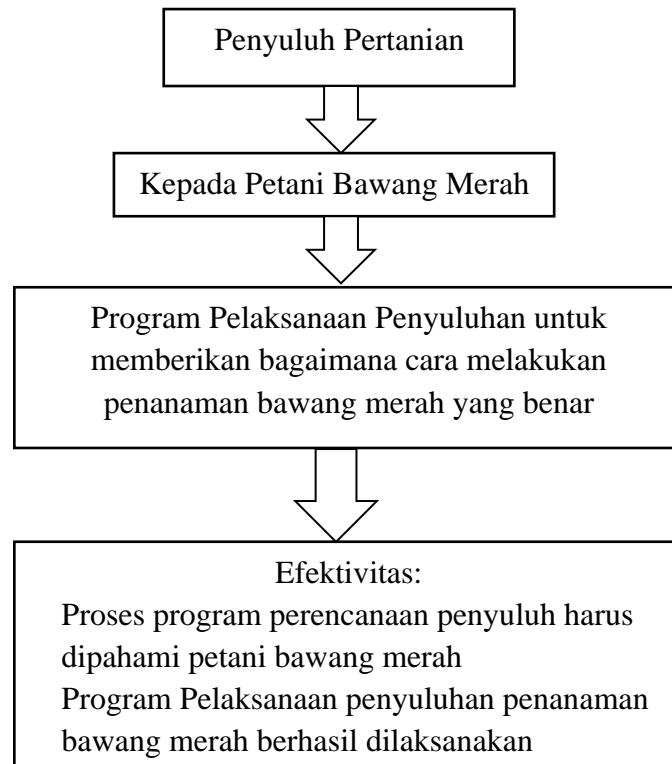 Penyuluh Pertanian
Kepada Petani Bawang Merah
Program Pelaksanaan Penyuluhan untuk
memberikan bagaimana cara melakukan
penanaman bawang merah yang benar
Efektivitas:
Proses program perencanaan penyuluh harus
dipahami petani bawang merah
Program Pelaksanaan penyuluhan penanaman
bawang merah berhasil dilaksanakan